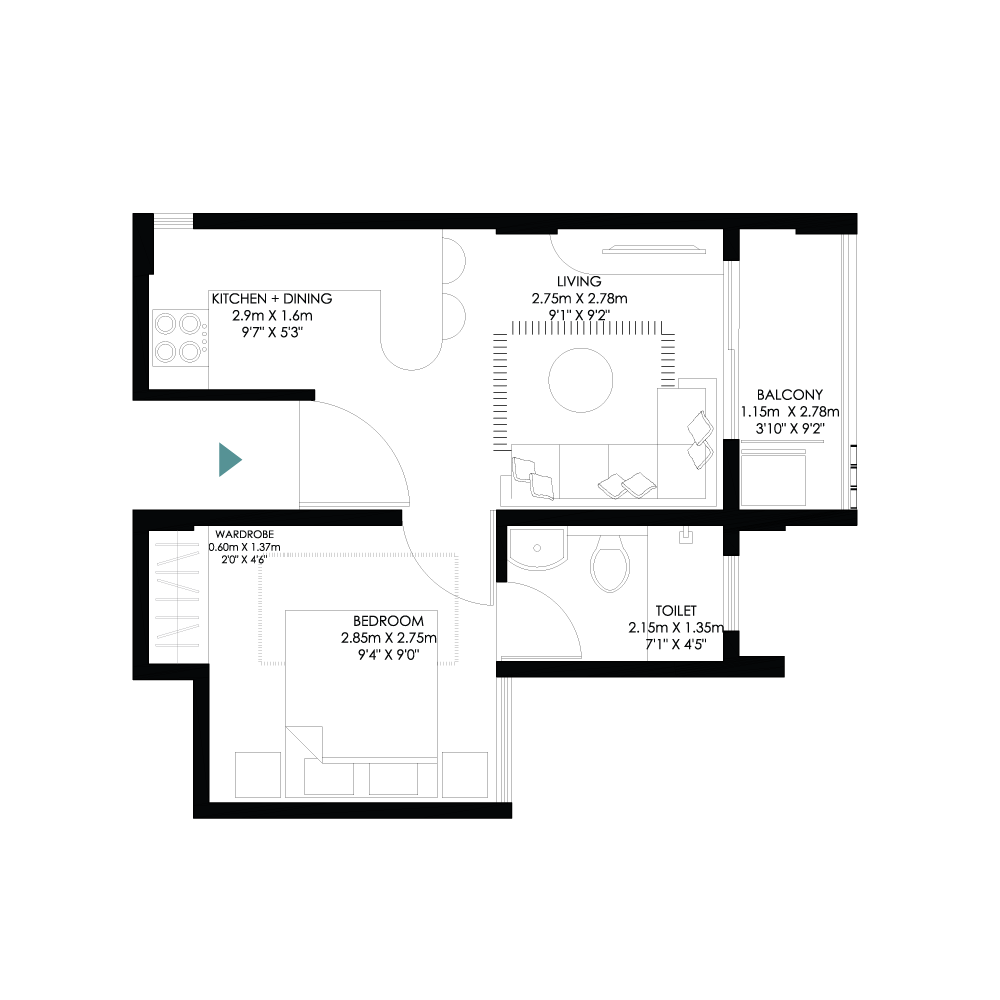 KITCHEN + DINING
2.9m X 1.6m
9'7" X 5'3"
LIVING
2.75m X 2.78m
9'1" X 9'2"
BALCONY
1.15m X 2.78m
3'10" X 9'2"
WARDROBE
0.60m X 1.37m
2'0" X 4'6"
BEDROOM
2.85m X 2.75m
9'4" X 9'0"
TOILET
2.15m X 1.35m
7'1" X 4'5"